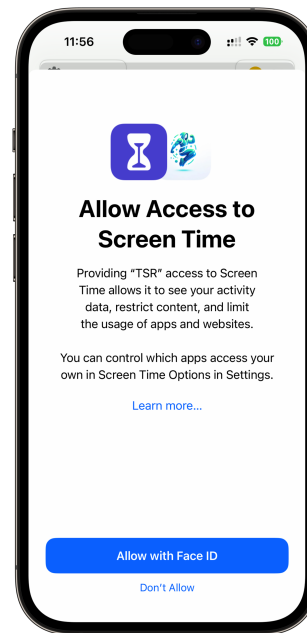 11:56
100
Allow Access to
Screen Time
Providing “TSR” access to Screen
Time allows it to see your activity
data, restrict content, and limit
the usage of apps and websites.
You can control which apps access your
own in Screen Time Options in Settings.
Learn more...
Allow with Face ID
Don't Allow